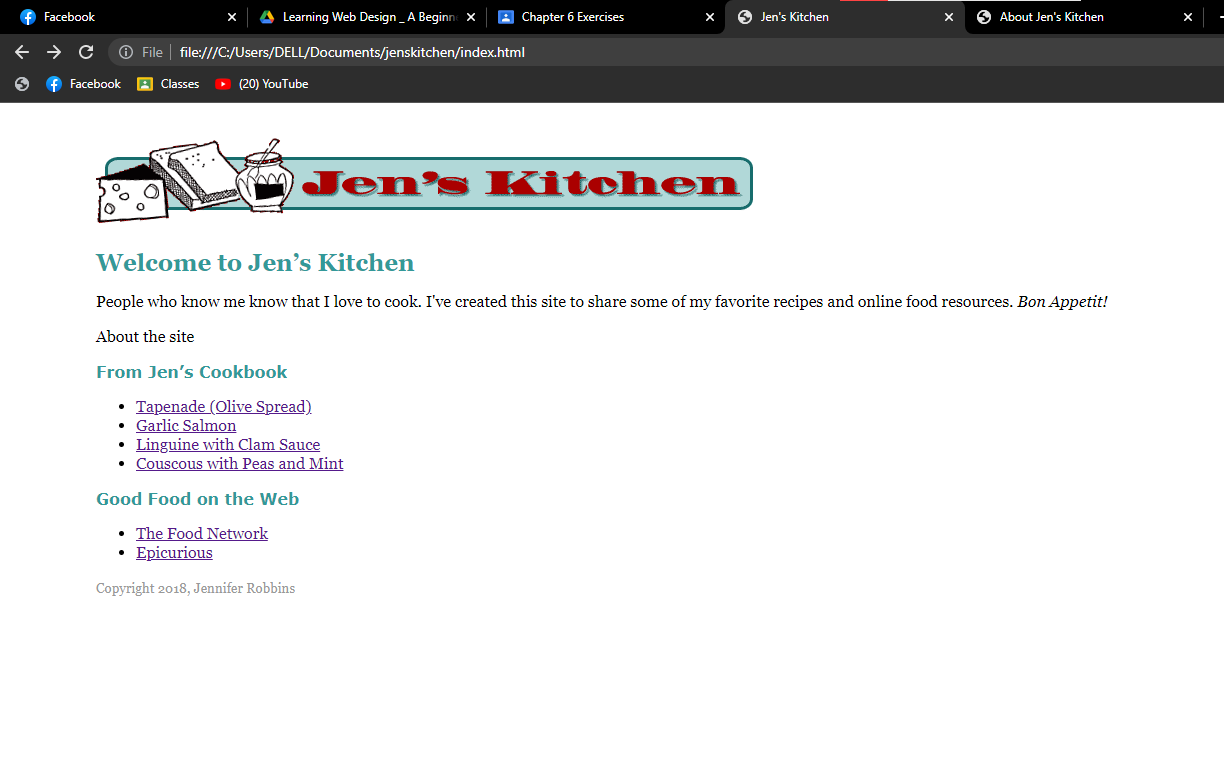 Facebook
Learning Web Design _ A Beginn
Chapter 6 Exercises
Jen's Kitchen
About Jen's Kitchen
File
file:///C:/Users/DELL/Documents/jenskitchen/index.html
Facebook
Classes
(20) YouTube
Jen's Kitchen
Welcome to Jen’s Kitchen
People who know me know that I love to cook. I've created this site to share some of my favorite recipes and online food resources. Bon Appetit!
About the site
From Jen’s Cookbook
Tapenade (Olive Spread)
Garlic Salmon
Linguine with Clam Sauce
Couscous with Peas and Mint
Good Food on the Web
The Food Network
Epicurious
Copyright 2018, Jennifer Robbins